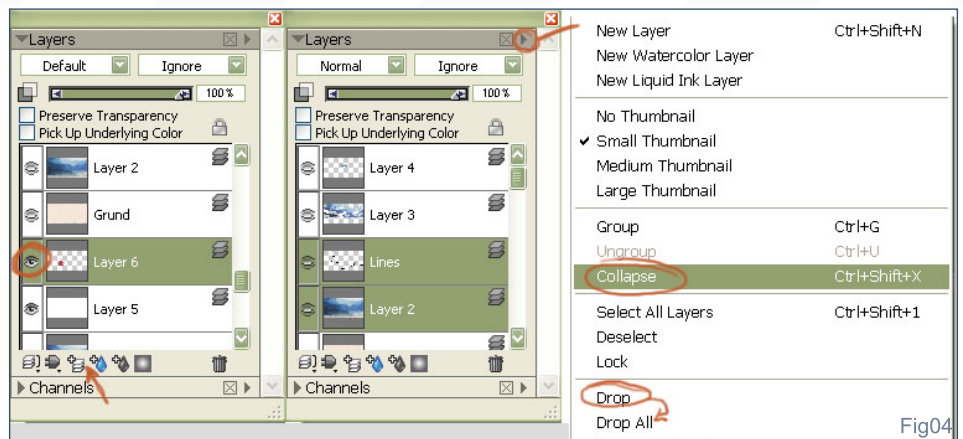 Layers
Default Ignore
100 %
Preserve Transparency
Pick Up Underlying Color
Layer 2
Grund
Layer 6
Layer 5
Channels
Layers
Normal Ignore
100 %
Preserve Transparency
Pick Up Underlying Color
Layer 4
Layer 3
Lines
Layer 2
Channels
New Layer Ctrl+Shift+N
New Watercolor Layer
New Liquid Ink Layer
No Thumbnail
Small Thumbnail
Medium Thumbnail
Large Thumbnail
Group Ctrl+G
Ungroup Ctrl+U
Collapse Ctrl+Shift+X
Select All Layers Ctrl+Shift+1
Deselect
Lock
Drop
Drop All
Fig04